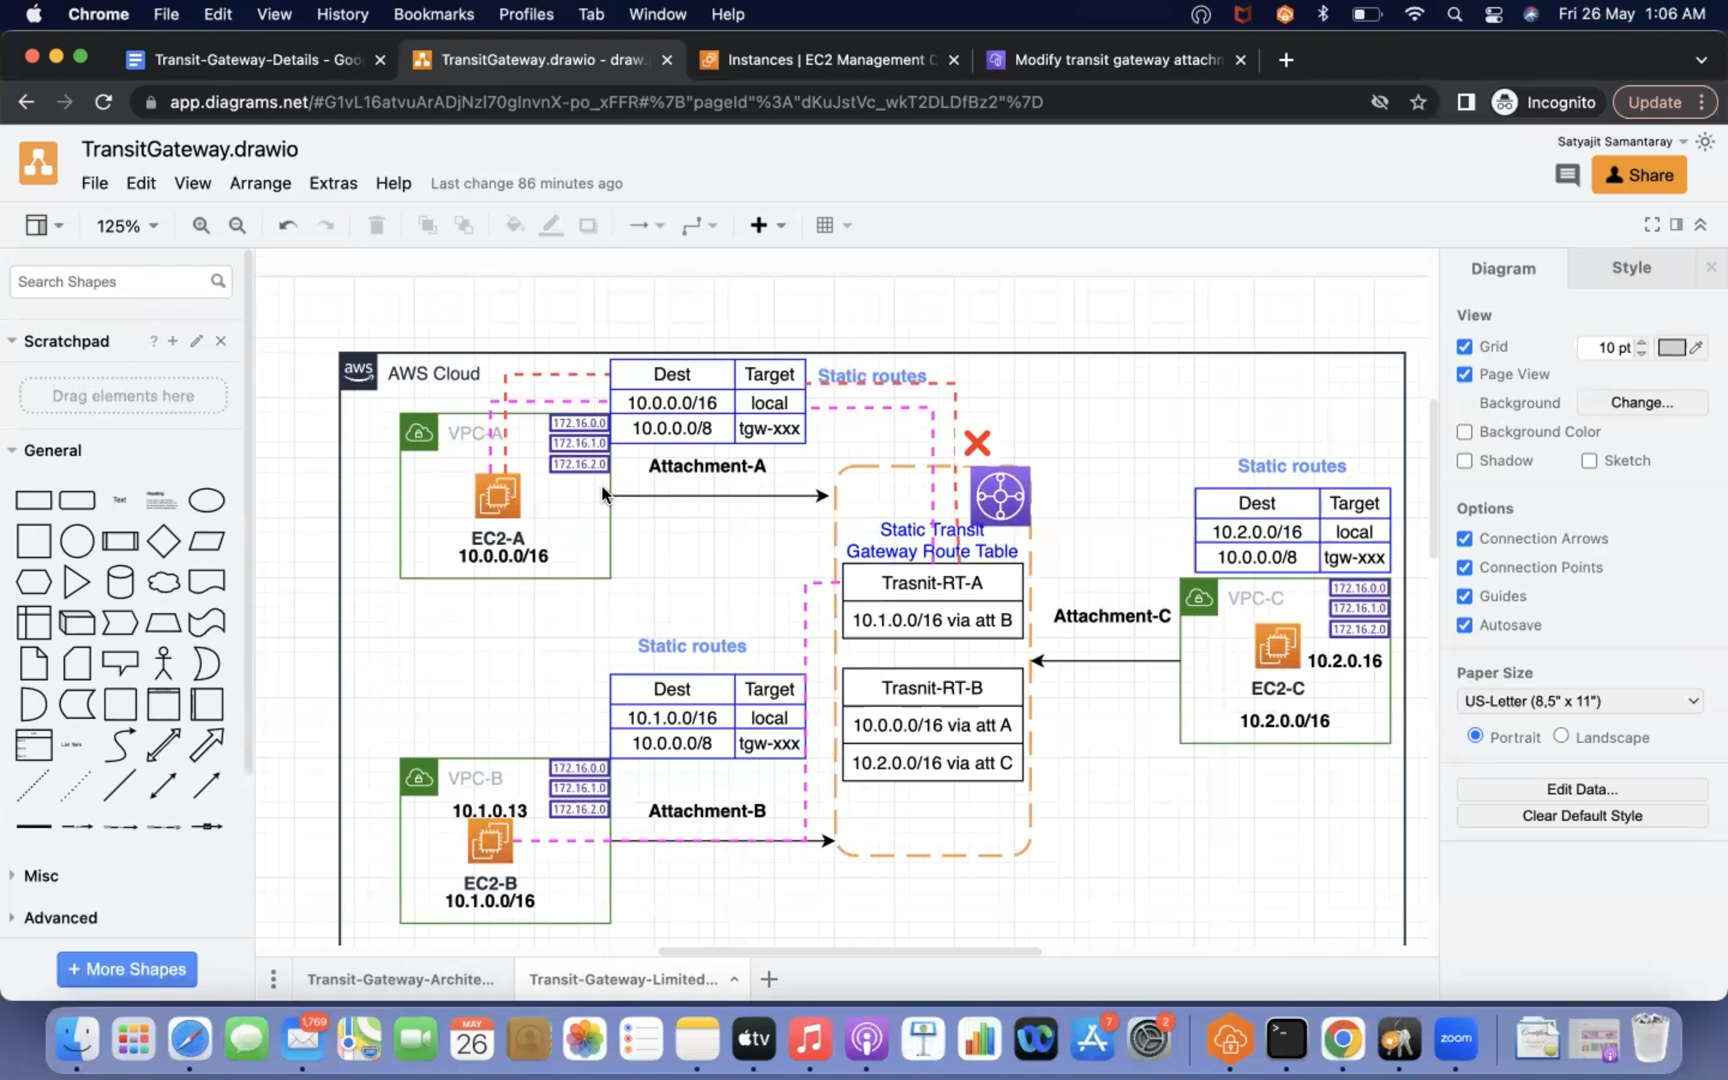 Chrome File Edit View History Bookmarks Profiles Tab Window Help Fri 26 May 1:06 AM
Transit-Gateway-Details - Goo TransitGateway.drawio - draw. Instances | EC2 Management C Modify transit gateway attachm
app.diagrams.net/#G1vL16atvuArADjNzI70gInvnX-po_xFFR#%7B"pageId"%3A"dKuJstVc_wkT2DLDfBz2"%7D Incognito Update
TransitGateway.drawio
Satyajit Samantaray
File Edit View Arrange Extras Help Last change 86 minutes ago
Share
125%
Search Shapes
Scratchpad
Drag elements here
General
Text
Heading
List Item
Misc
Advanced
+ More Shapes
aws AWS Cloud
Dest Target
10.0.0.0/16 local
10.0.0.0/8 tgw-xxx
Static routes
VPC-A
172.16.0.0
172.16.1.0
172.16.2.0
Attachment-A
EC2-A
10.0.0.0/16
Static Transit
Gateway Route Table
Trasnit-RT-A
10.1.0.0/16 via att B
Trasnit-RT-B
10.0.0.0/16 via att A
10.2.0.0/16 via att C
Static routes
Dest Target
10.2.0.0/16 local
10.0.0.0/8 tgw-xxx
Attachment-C
VPC-C
172.16.0.0
172.16.1.0
172.16.2.0
10.2.0.16
EC2-C
10.2.0.0/16
Static routes
Dest Target
10.1.0.0/16 local
10.0.0.0/8 tgw-xxx
VPC-B
172.16.0.0
172.16.1.0
172.16.2.0
10.1.0.13
Attachment-B
EC2-B
10.1.0.0/16
Diagram Style
View
Grid 10 pt
Page View
Background Change...
Background Color
Shadow Sketch
Options
Connection Arrows
Connection Points
Guides
Autosave
Paper Size
US-Letter (8,5" x 11")
Portrait Landscape
Edit Data...
Clear Default Style
Transit-Gateway-Archite... Transit-Gateway-Limited...
1,769
MAY
26
tv
7
2
zoom